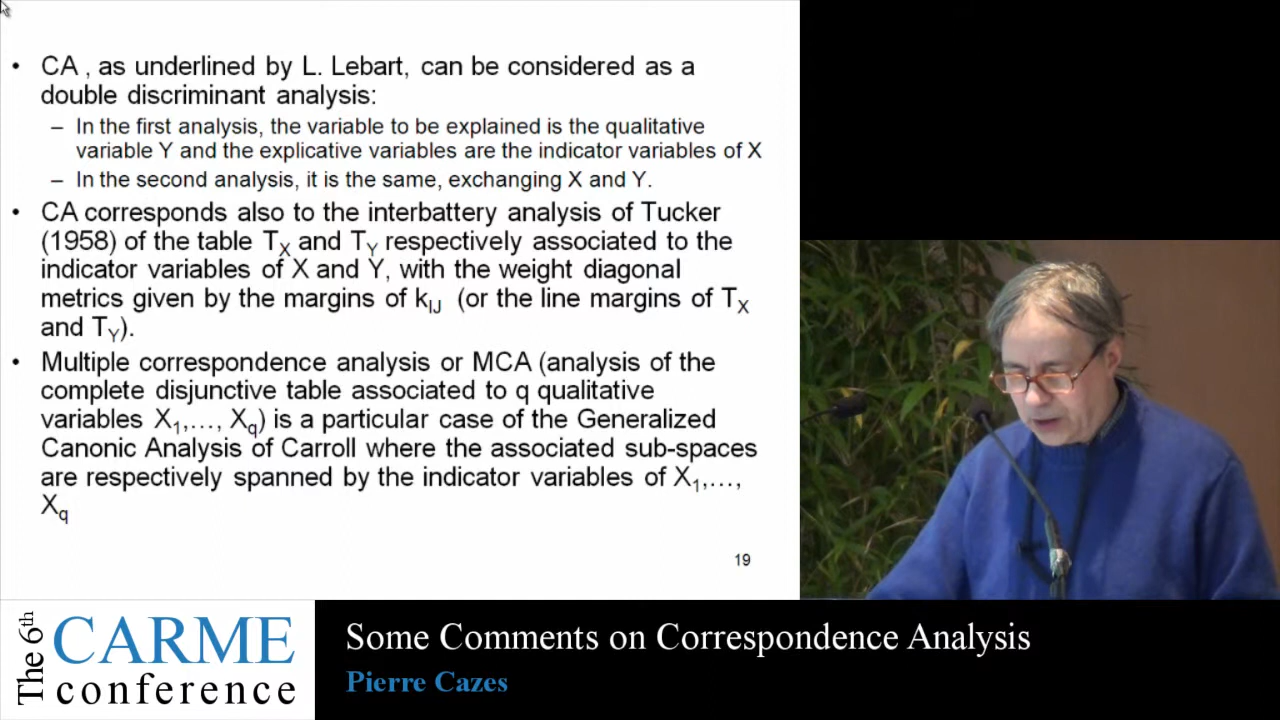 • CA , as underlined by L. Lebart, can be considered as a
double discriminant analysis:
– In the first analysis, the variable to be explained is the qualitative
variable Y and the explicative variables are the indicator variables of X
– In the second analysis, it is the same, exchanging X and Y.
• CA corresponds also to the interbattery analysis of Tucker
(1958) of the table TX and TY respectively associated to the
indicator variables of X and Y, with the weight diagonal
metrics given by the margins of kIJ (or the line margins of TX
and TY).
• Multiple correspondence analysis or MCA (analysis of the
complete disjunctive table associated to q qualitative
variables X1,…, Xq) is a particular case of the Generalized
Canonic Analysis of Carroll where the associated sub-spaces
are respectively spanned by the indicator variables of X1,…,
Xq
19
The 6th
CARME
conference
Some Comments on Correspondence Analysis
Pierre Cazes